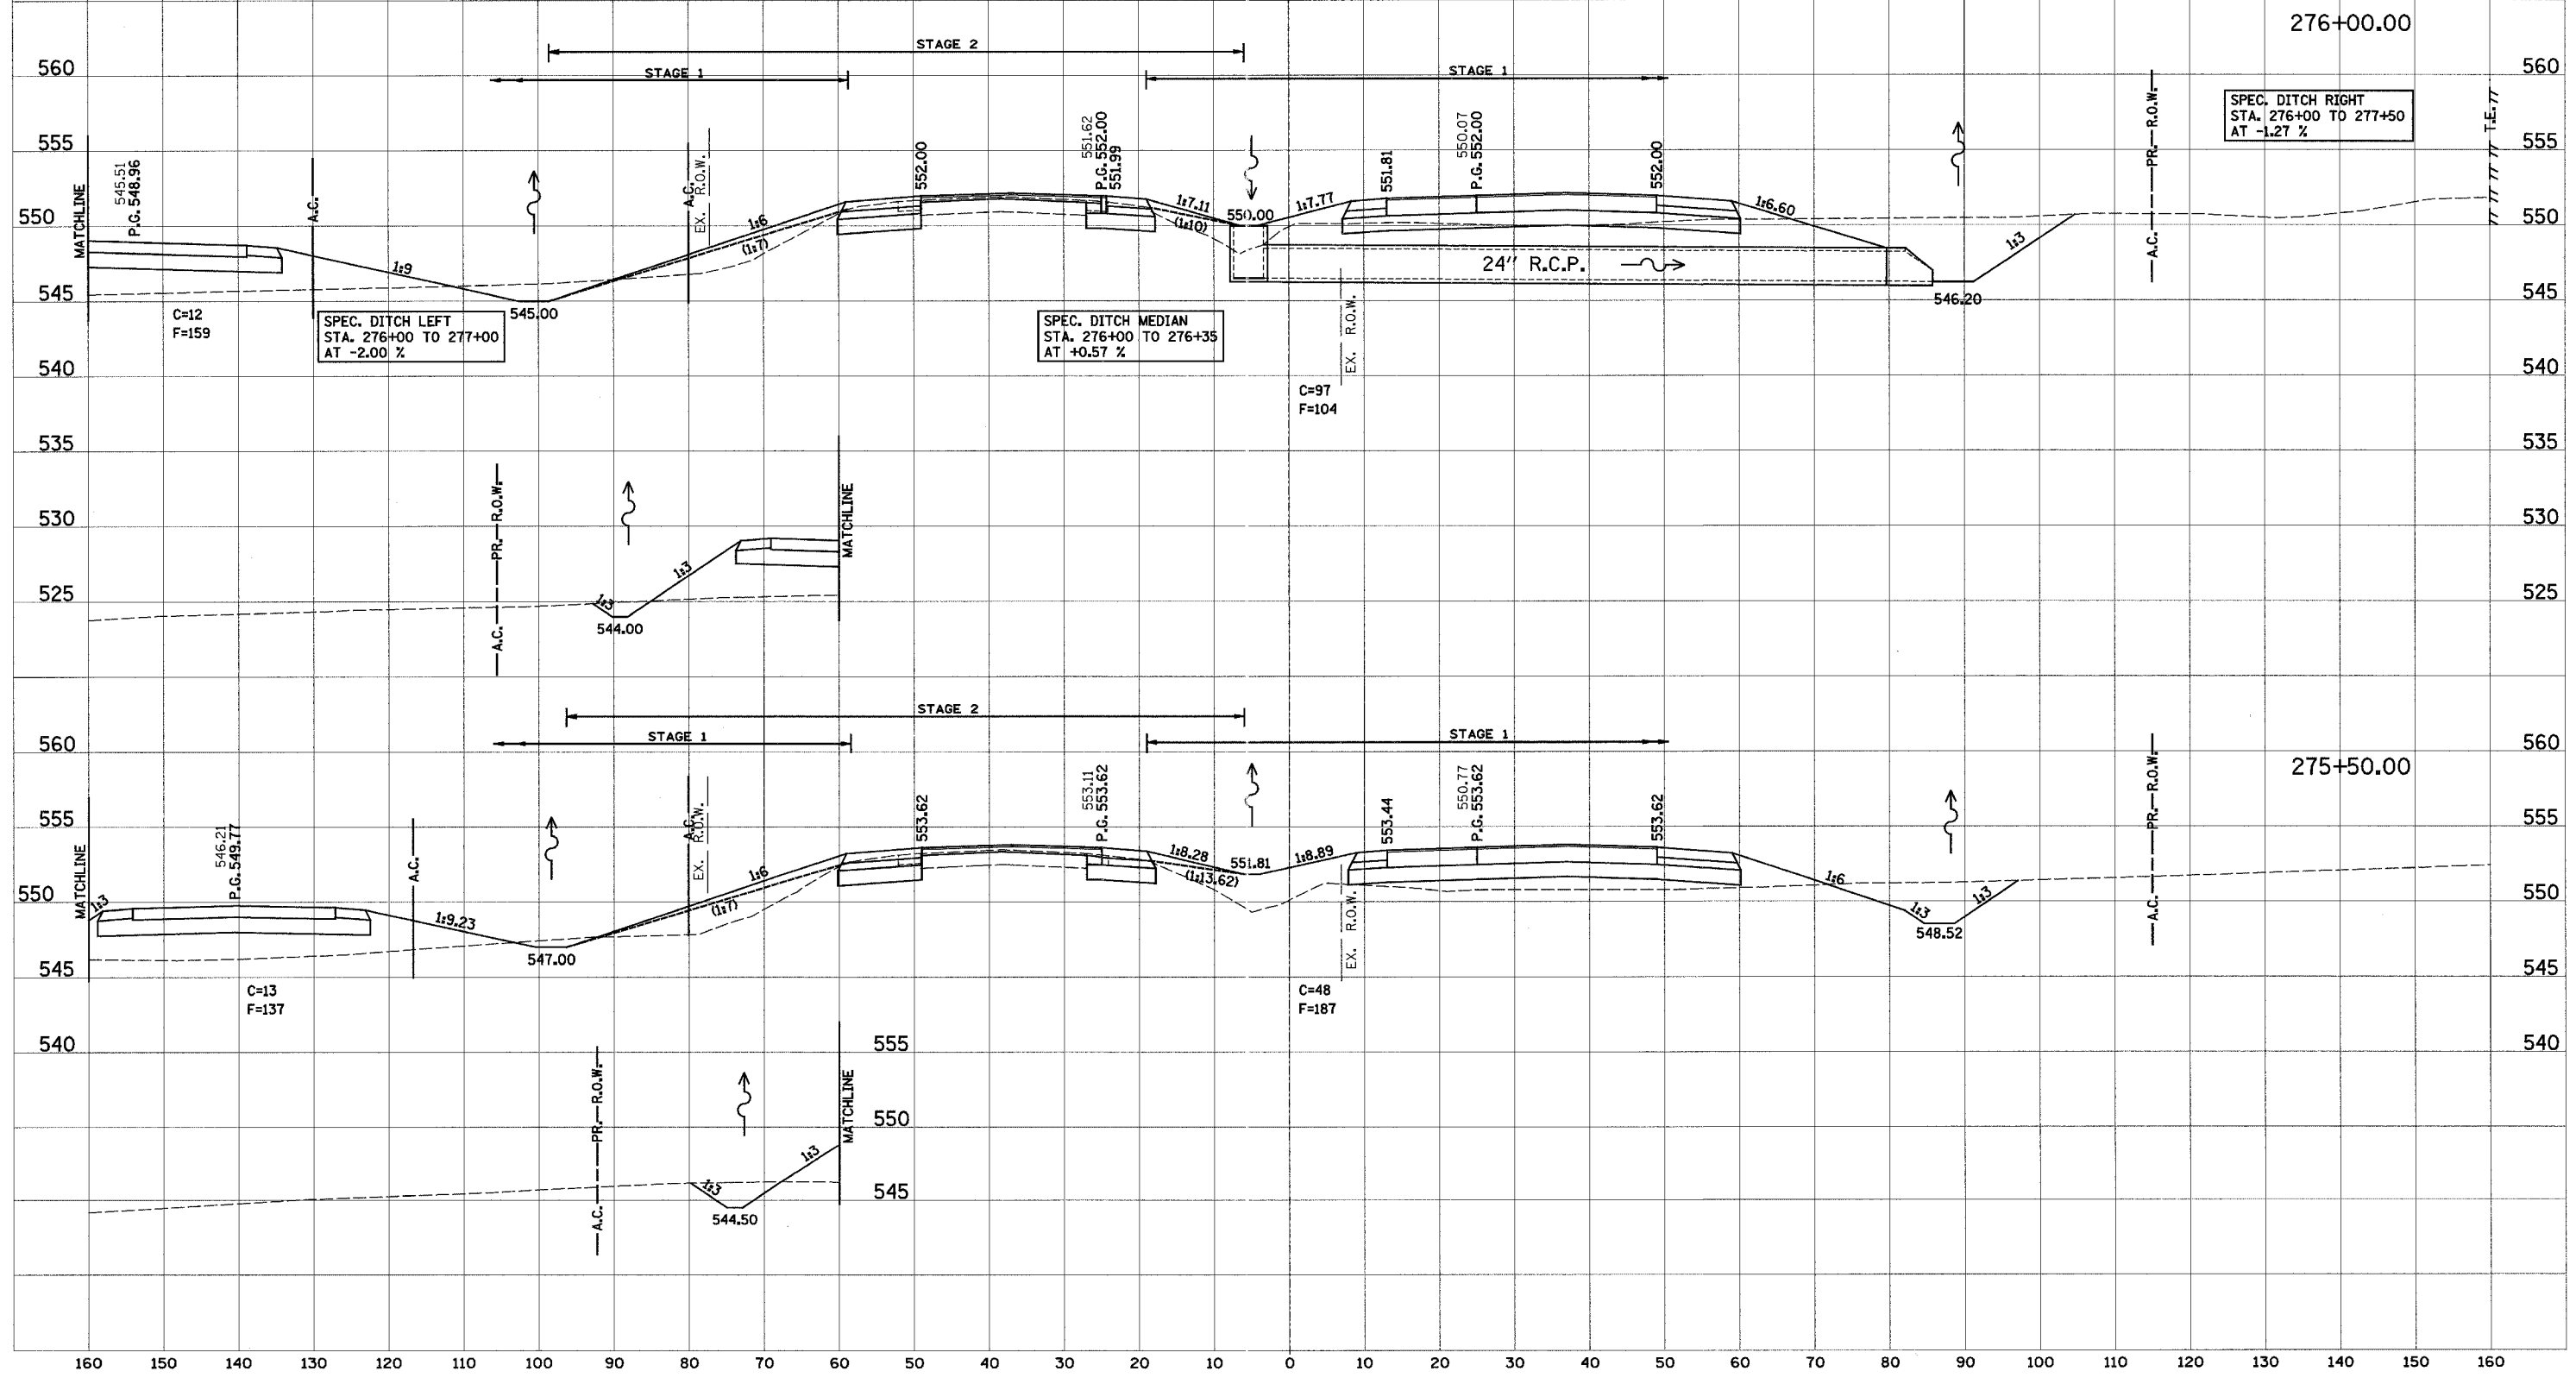 276+00.00
STAGE 2
STAGE 1
STAGE 1
560
560
SPEC. DITCH RIGHT
STA. 276+00 TO 277+50
AT -1.27 %
T.E.
555
555
MATCHLINE
545.51
P.G. 548.96
A.C.
A.C.
EX. R.O.W.
552.00
551.62
P.G. 552.00
551.99
551.81
550.07
P.G. 552.00
552.00
A.C. PR. R.O.W.
550
550
1:9
1:6
(1:7)
1:7.11
(1:10)
550.00
1:7.77
1:6.60
1:3
24" R.C.P.
545
545
545.00
546.20
C=12
F=159
SPEC. DITCH LEFT
STA. 276+00 TO 277+00
AT -2.00 %
SPEC. DITCH MEDIAN
STA. 276+00 TO 276+35
AT +0.57 %
EX. R.O.W.
540
540
C=97
F=104
535
535
A.C. PR. R.O.W.
MATCHLINE
530
530
1:3
1:3
525
525
544.00
STAGE 2
STAGE 1
STAGE 1
560
560
275+50.00
555
555
MATCHLINE
546.21
P.G. 549.77
A.C.
A.C.
EX. R.O.W.
553.62
553.11
P.G. 553.62
553.44
550.77
P.G. 553.62
553.62
A.C. PR. R.O.W.
550
550
1:3
1:9.23
1:6
(1:7)
1:8.28
(1:13.62)
551.81
1:8.89
1:6
1:3
1:3
547.00
548.52
EX. R.O.W.
545
545
C=13
F=137
C=48
F=187
540
555
540
A.C. PR. R.O.W.
MATCHLINE
550
1:3
1:3
545
544.50
160 150 140 130 120 110 100 90 80 70 60 50 40 30 20 10 0 10 20 30 40 50 60 70 80 90 100 110 120 130 140 150 160